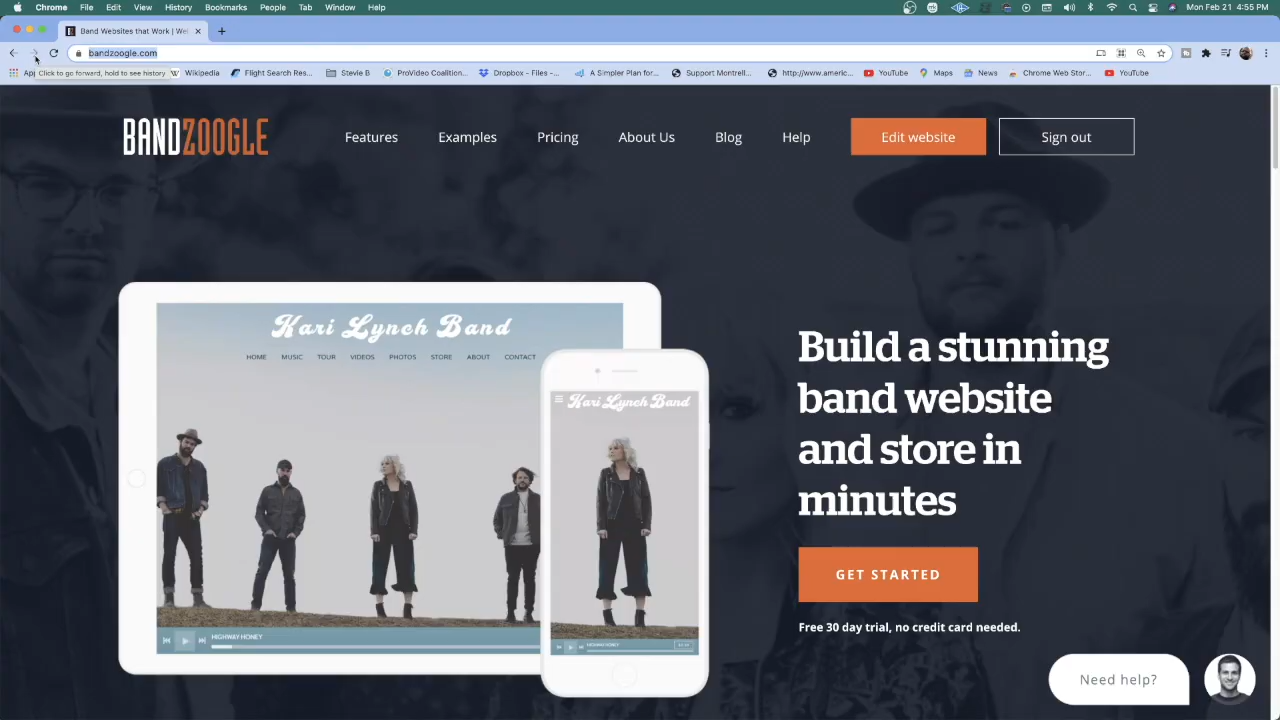 Chrome File Edit View History Bookmarks People Tab Window Help Mon Feb 21 4:55 PM
Band Websites that Work | Wel
bandzoogle.com
Click to go forward, hold to see history Wikipedia Flight Search Res... Stevie B ProVideo Coalition... Dropbox - Files -... A Simpler Plan for... Support Montrell... http://www.americ... YouTube Maps News Chrome Web Stor... YouTube
BANDZOOGLE Features Examples Pricing About Us Blog Help Edit website Sign out
Kari Lynch Band
HOME MUSIC TOUR VIDEOS PHOTOS STORE ABOUT CONTACT
HIGHWAY HONEY
Kari Lynch Band
HIGHWAY HONEY
Build a stunning
band website
and store in
minutes
GET STARTED
Free 30 day trial, no credit card needed.
Need help?